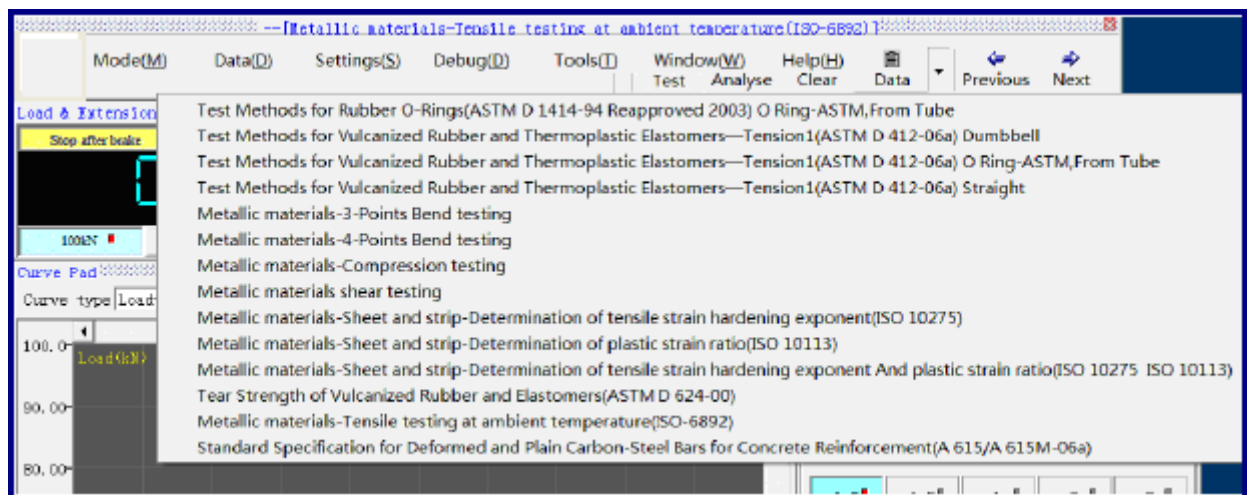 --[Metallic materials-Tensile testing at ambient temperature(ISO-6892)]
Mode(M) Data(D) Settings(S) Debug(D) Tools(T) Window(W) Help(H)
Test Analyse Clear Data Previous Next
Load & Extension
Stop after brake
100kN
Curve Pad
Curve type Load
100.0
Load(kN)
90.00
80.00
Test Methods for Rubber O-Rings(ASTM D 1414-94 Reapproved 2003) O Ring-ASTM,From Tube
Test Methods for Vulcanized Rubber and Thermoplastic Elastomers—Tension1(ASTM D 412-06a) Dumbbell
Test Methods for Vulcanized Rubber and Thermoplastic Elastomers—Tension1(ASTM D 412-06a) O Ring-ASTM,From Tube
Test Methods for Vulcanized Rubber and Thermoplastic Elastomers—Tension1(ASTM D 412-06a) Straight
Metallic materials-3-Points Bend testing
Metallic materials-4-Points Bend testing
Metallic materials-Compression testing
Metallic materials shear testing
Metallic materials-Sheet and strip-Determination of tensile strain hardening exponent(ISO 10275)
Metallic materials-Sheet and strip-Determination of plastic strain ratio(ISO 10113)
Metallic materials-Sheet and strip-Determination of tensile strain hardening exponent And plastic strain ratio(ISO 10275 ISO 10113)
Tear Strength of Vulcanized Rubber and Elastomers(ASTM D 624-00)
Metallic materials-Tensile testing at ambient temperature(ISO-6892)
Standard Specification for Deformed and Plain Carbon-Steel Bars for Concrete Reinforcement(A 615/A 615M-06a)